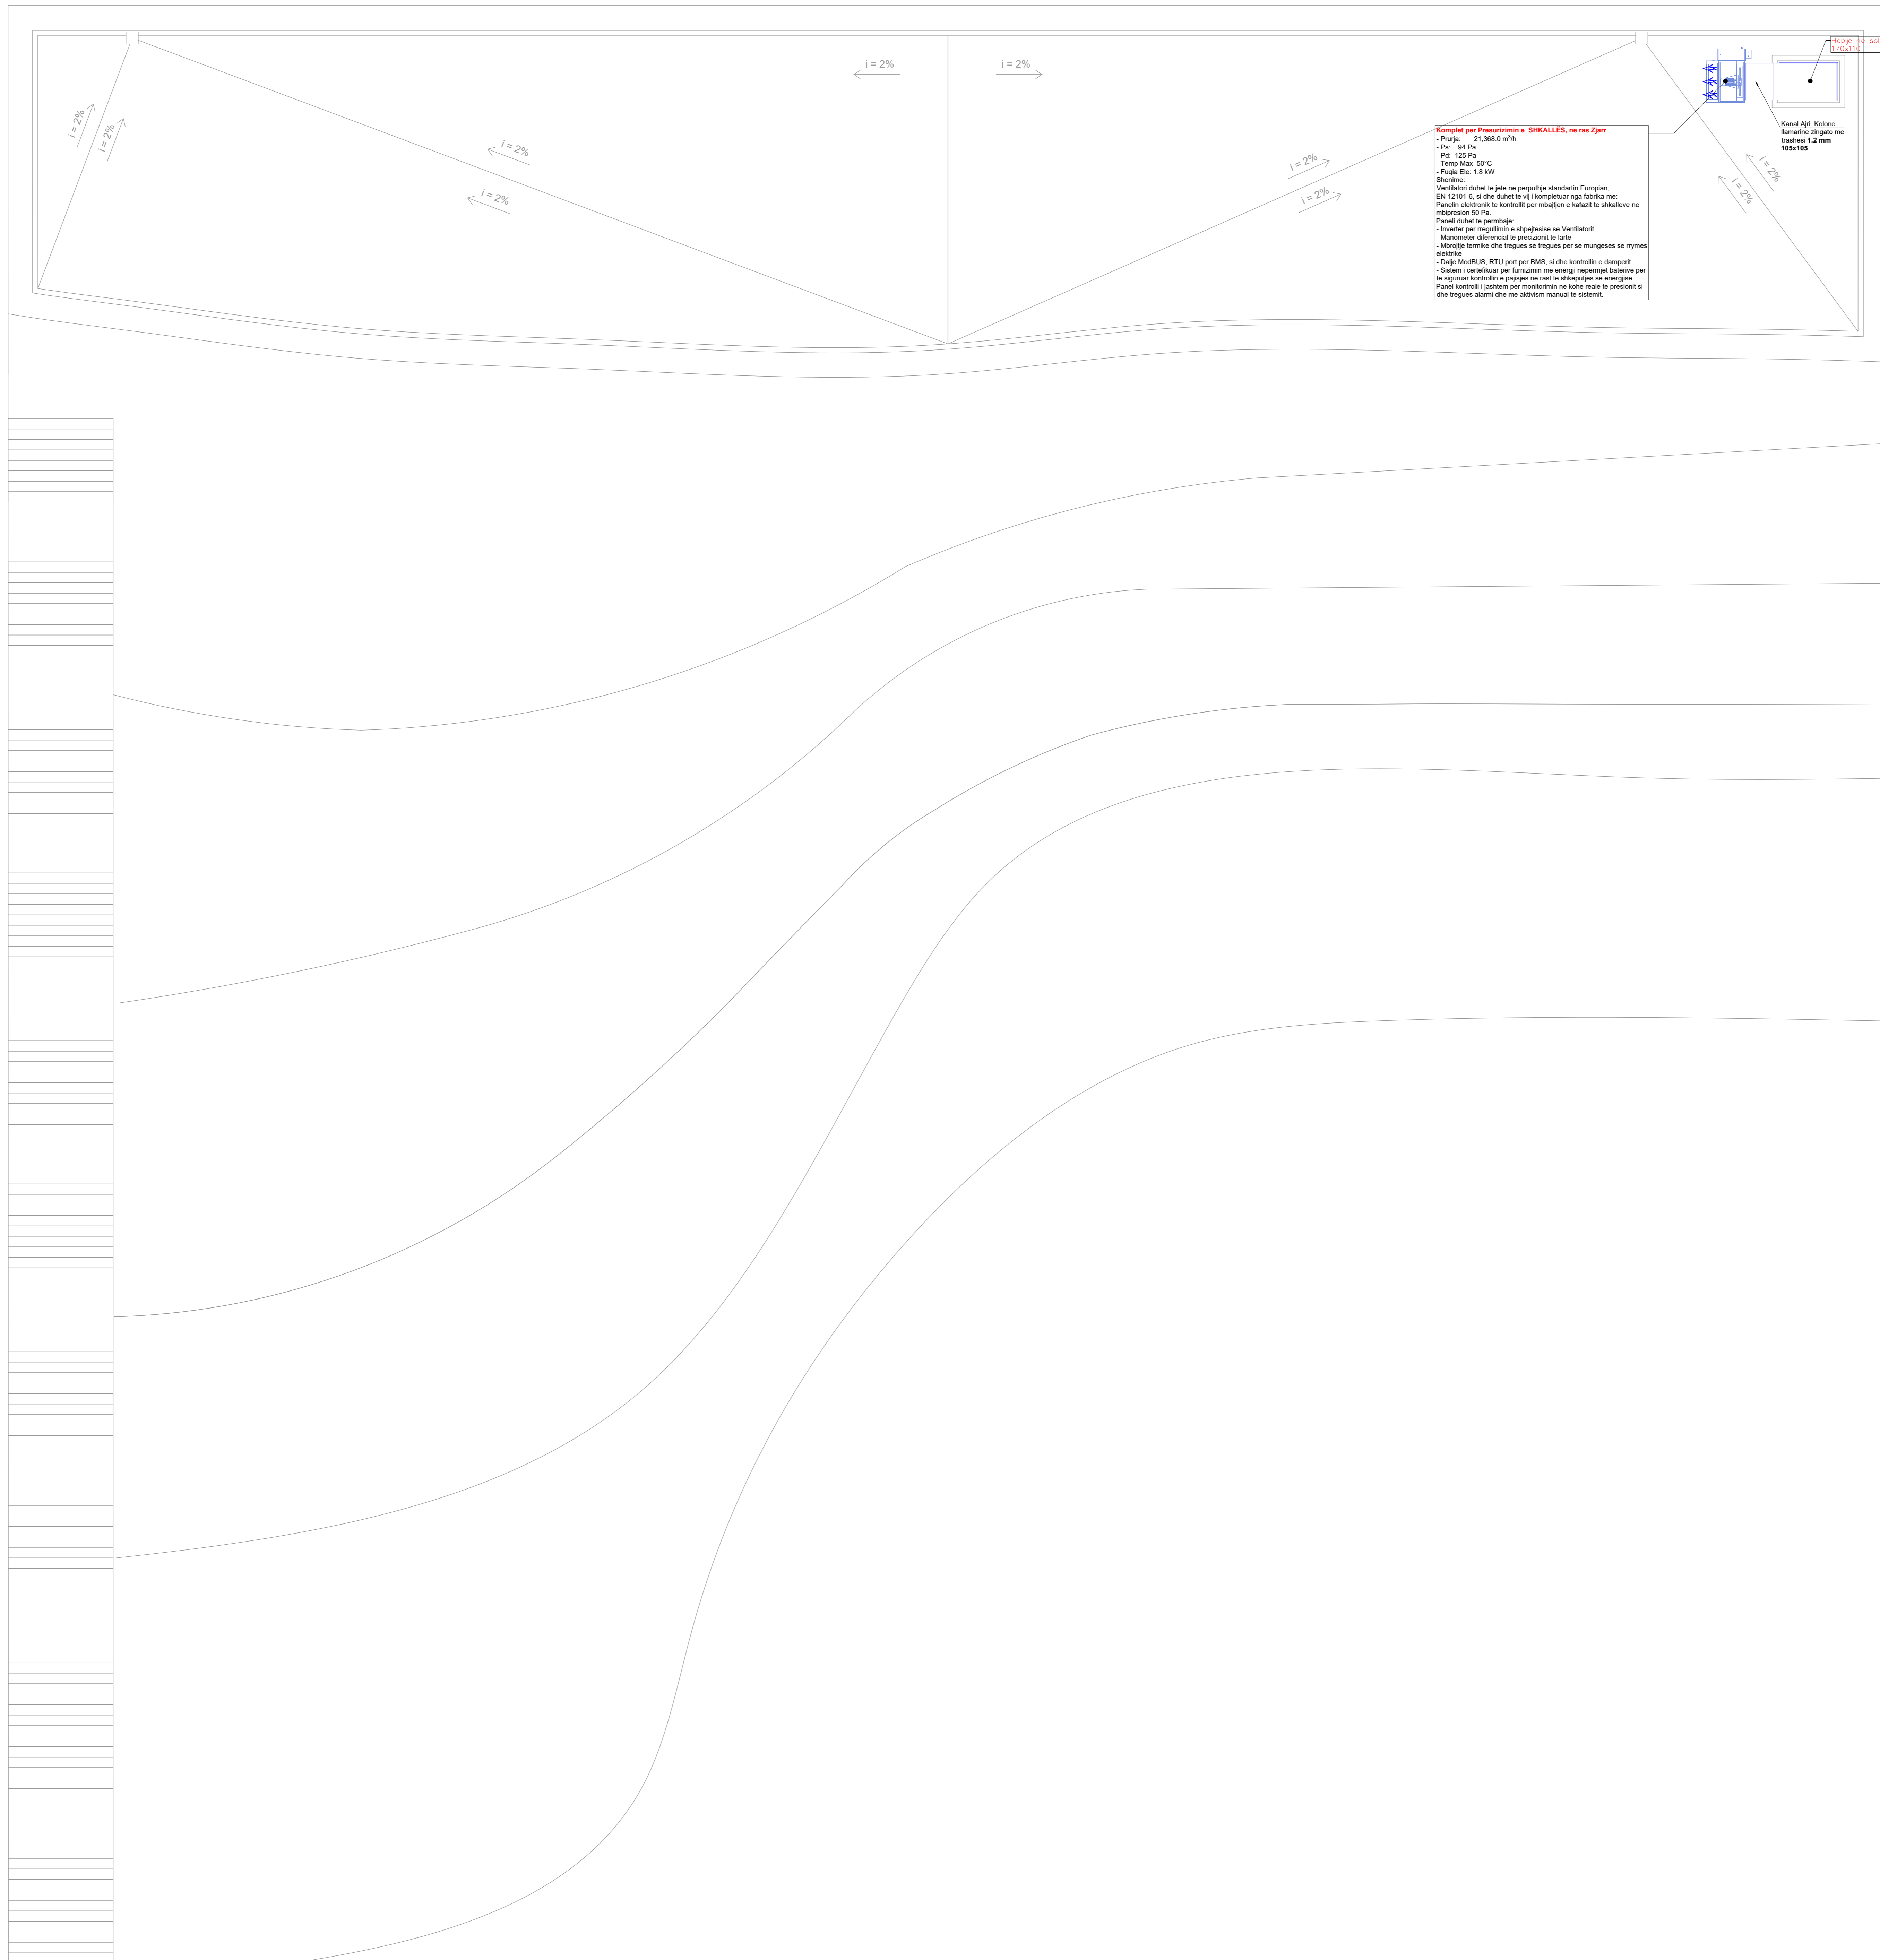 i = 2%
i = 2%
Hapje ne
170x110
i = 2%
i = 2%
i = 2%
i = 2%
i = 2%
i = 2%
i = 2%
i = 2%
Kanal Ajri Kolone
llamarine zingato me
trashesi 1.2 mm
105x105
Komplet per Presurizimin e SHKALLËS, ne ras Zjarr
- Prurja: 21,368.0 m³/h
- Ps: 94 Pa
- Pd: 125 Pa
- Temp Max 50°C
- Fuqia Ele: 1.8 kW
Shenime:
Ventilatori duhet te jete ne perputhje standartin Europian,
EN 12101-6, si dhe duhet te vij i kompletuar nga fabrika me:
Panelin elektronik te kontrollit per mbajtjen e kafazit te shkalleve ne
mbipresion 50 Pa.
Paneli duhet te permbaje:
- Inverter per rregullimin e shpejtesise se Ventilatorit
- Manometer diferencial te precizionit te larte
- Mbrojtje termike dhe tregues se tregues per se mungeses se rrymes
elektrike
- Dalje ModBUS, RTU port per BMS, si dhe kontrollin e damperit
- Sistem i certefikuar per furnizimin me energji nepermjet baterive per
te siguruar kontrollin e pajisjes ne rast te shkeputjes se energjise.
Panel kontrolli i jashtem per monitorimin ne kohe reale te presionit si
dhe tregues alarmi dhe me aktivism manual te sistemit.